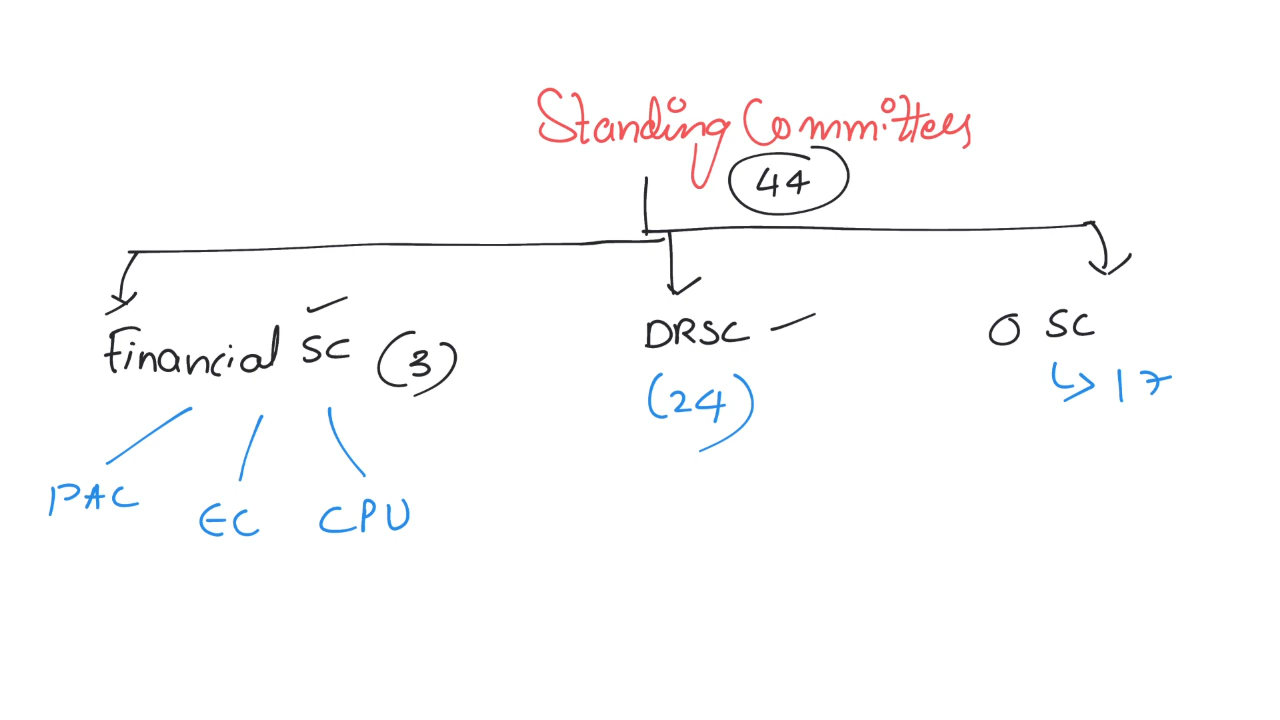 Standing Committees
44
Financial SC (3)
DRSC
O SC
(24)
17
PAC
EC
CPU